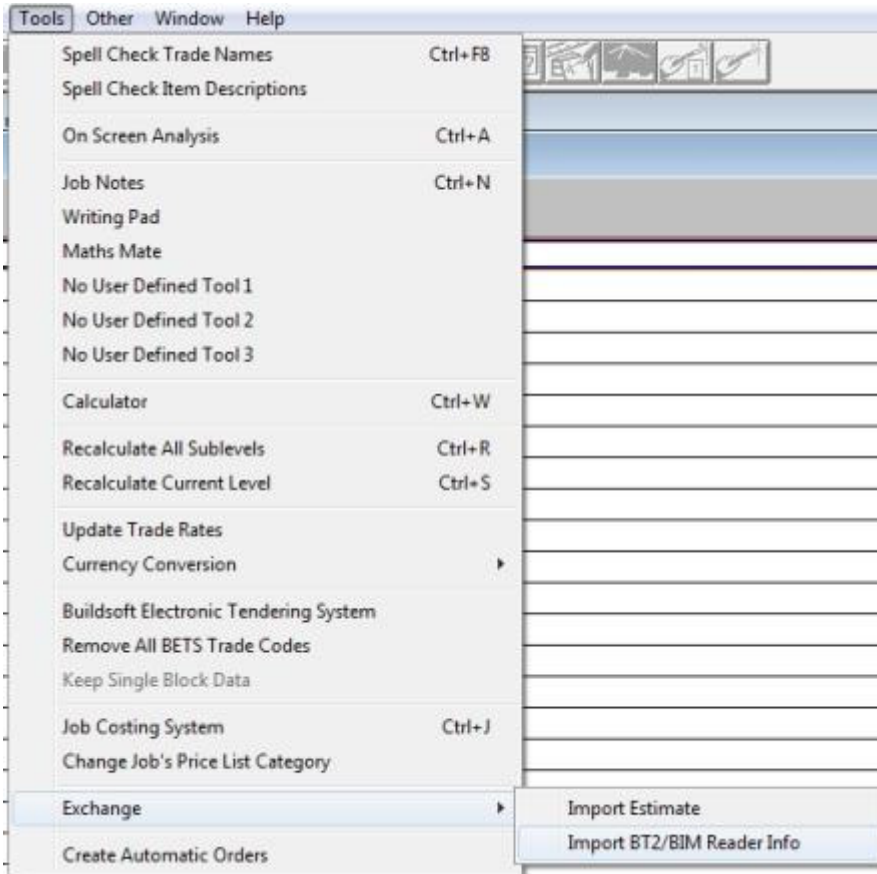 Tools Other Window Help
Spell Check Trade Names Ctrl+F8
Spell Check Item Descriptions
On Screen Analysis Ctrl+A
Job Notes Ctrl+N
Writing Pad
Maths Mate
No User Defined Tool 1
No User Defined Tool 2
No User Defined Tool 3
Calculator Ctrl+W
Recalculate All Sublevels Ctrl+R
Recalculate Current Level Ctrl+S
Update Trade Rates
Currency Conversion
Buildsoft Electronic Tendering System
Remove All BETS Trade Codes
Keep Single Block Data
Job Costing System Ctrl+J
Change Job's Price List Category
Exchange
Import Estimate
Import BT2/BIM Reader Info
Create Automatic Orders